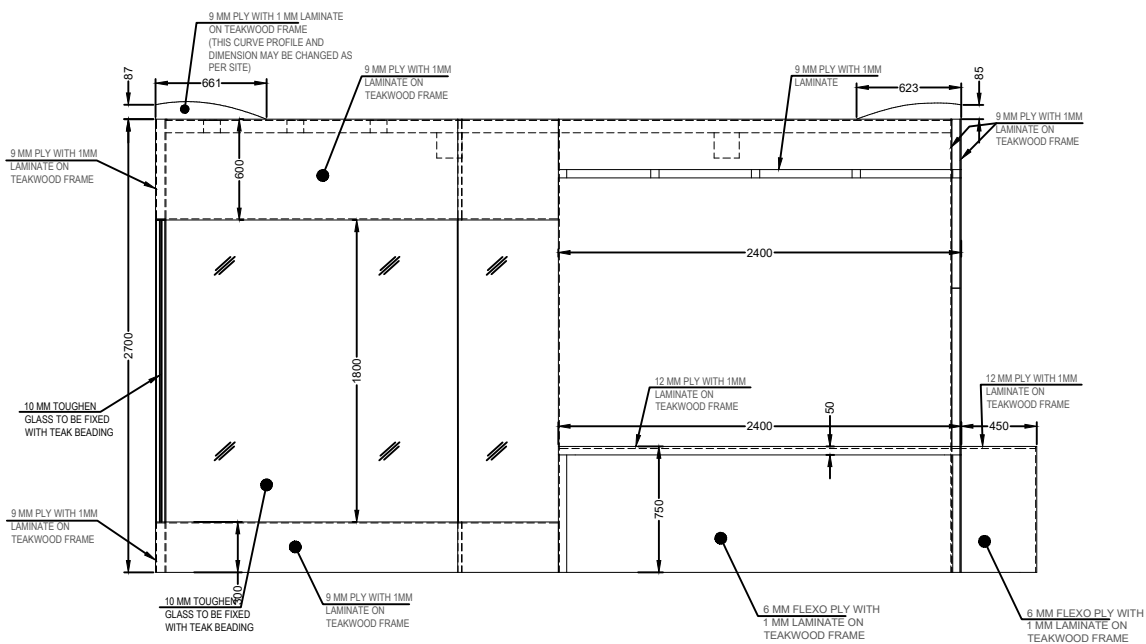 9 MM PLY WITH 1 MM LAMINATE
ON TEAKWOOD FRAME
(THIS CURVE PROFILE AND
DIMENSION MAY BE CHANGED AS
PER SITE)
87
661
9 MM PLY WITH 1MM
LAMINATE ON
TEAKWOOD FRAME
9 MM PLY WITH 1MM
LAMINATE
623
85
9 MM PLY WITH 1MM
LAMINATE ON
TEAKWOOD FRAME
9 MM PLY WITH 1MM
LAMINATE ON
TEAKWOOD FRAME
600
2400
2700
1800
10 MM TOUGHEN
GLASS TO BE FIXED
WITH TEAK BEADING
12 MM PLY WITH 1MM
LAMINATE ON
TEAKWOOD FRAME
12 MM PLY WITH 1MM
LAMINATE ON
TEAKWOOD FRAME
50
2400
450
750
9 MM PLY WITH 1MM
LAMINATE ON
TEAKWOOD FRAME
10 MM TOUGHEN
GLASS TO BE FIXED
WITH TEAK BEADING
9 MM PLY WITH 1MM
LAMINATE ON
TEAKWOOD FRAME
6 MM FLEXO PLY WITH
1 MM LAMINATE ON
TEAKWOOD FRAME
6 MM FLEXO PLY WITH
1 MM LAMINATE ON
TEAKWOOD FRAME